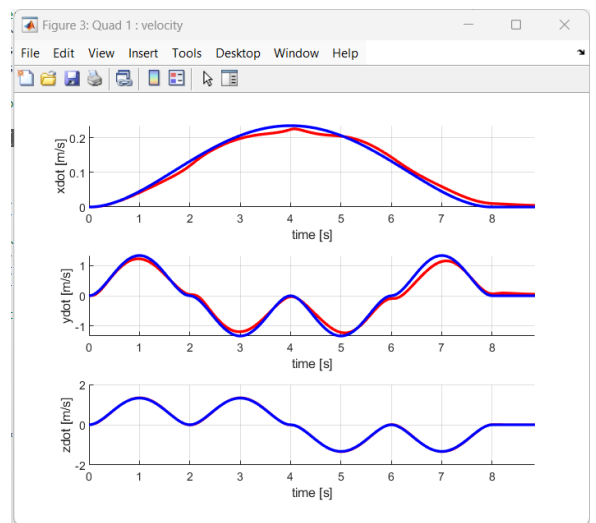 Figure 3: Quad 1 : velocity
File Edit View Insert Tools Desktop Window Help
xdot [m/s]
0.2
0.1
0
0 1 2 3 4 5 6 7 8
time [s]
ydot [m/s]
1
0
-1
0 1 2 3 4 5 6 7 8
time [s]
zdot [m/s]
2
0
-2
0 1 2 3 4 5 6 7 8
time [s]